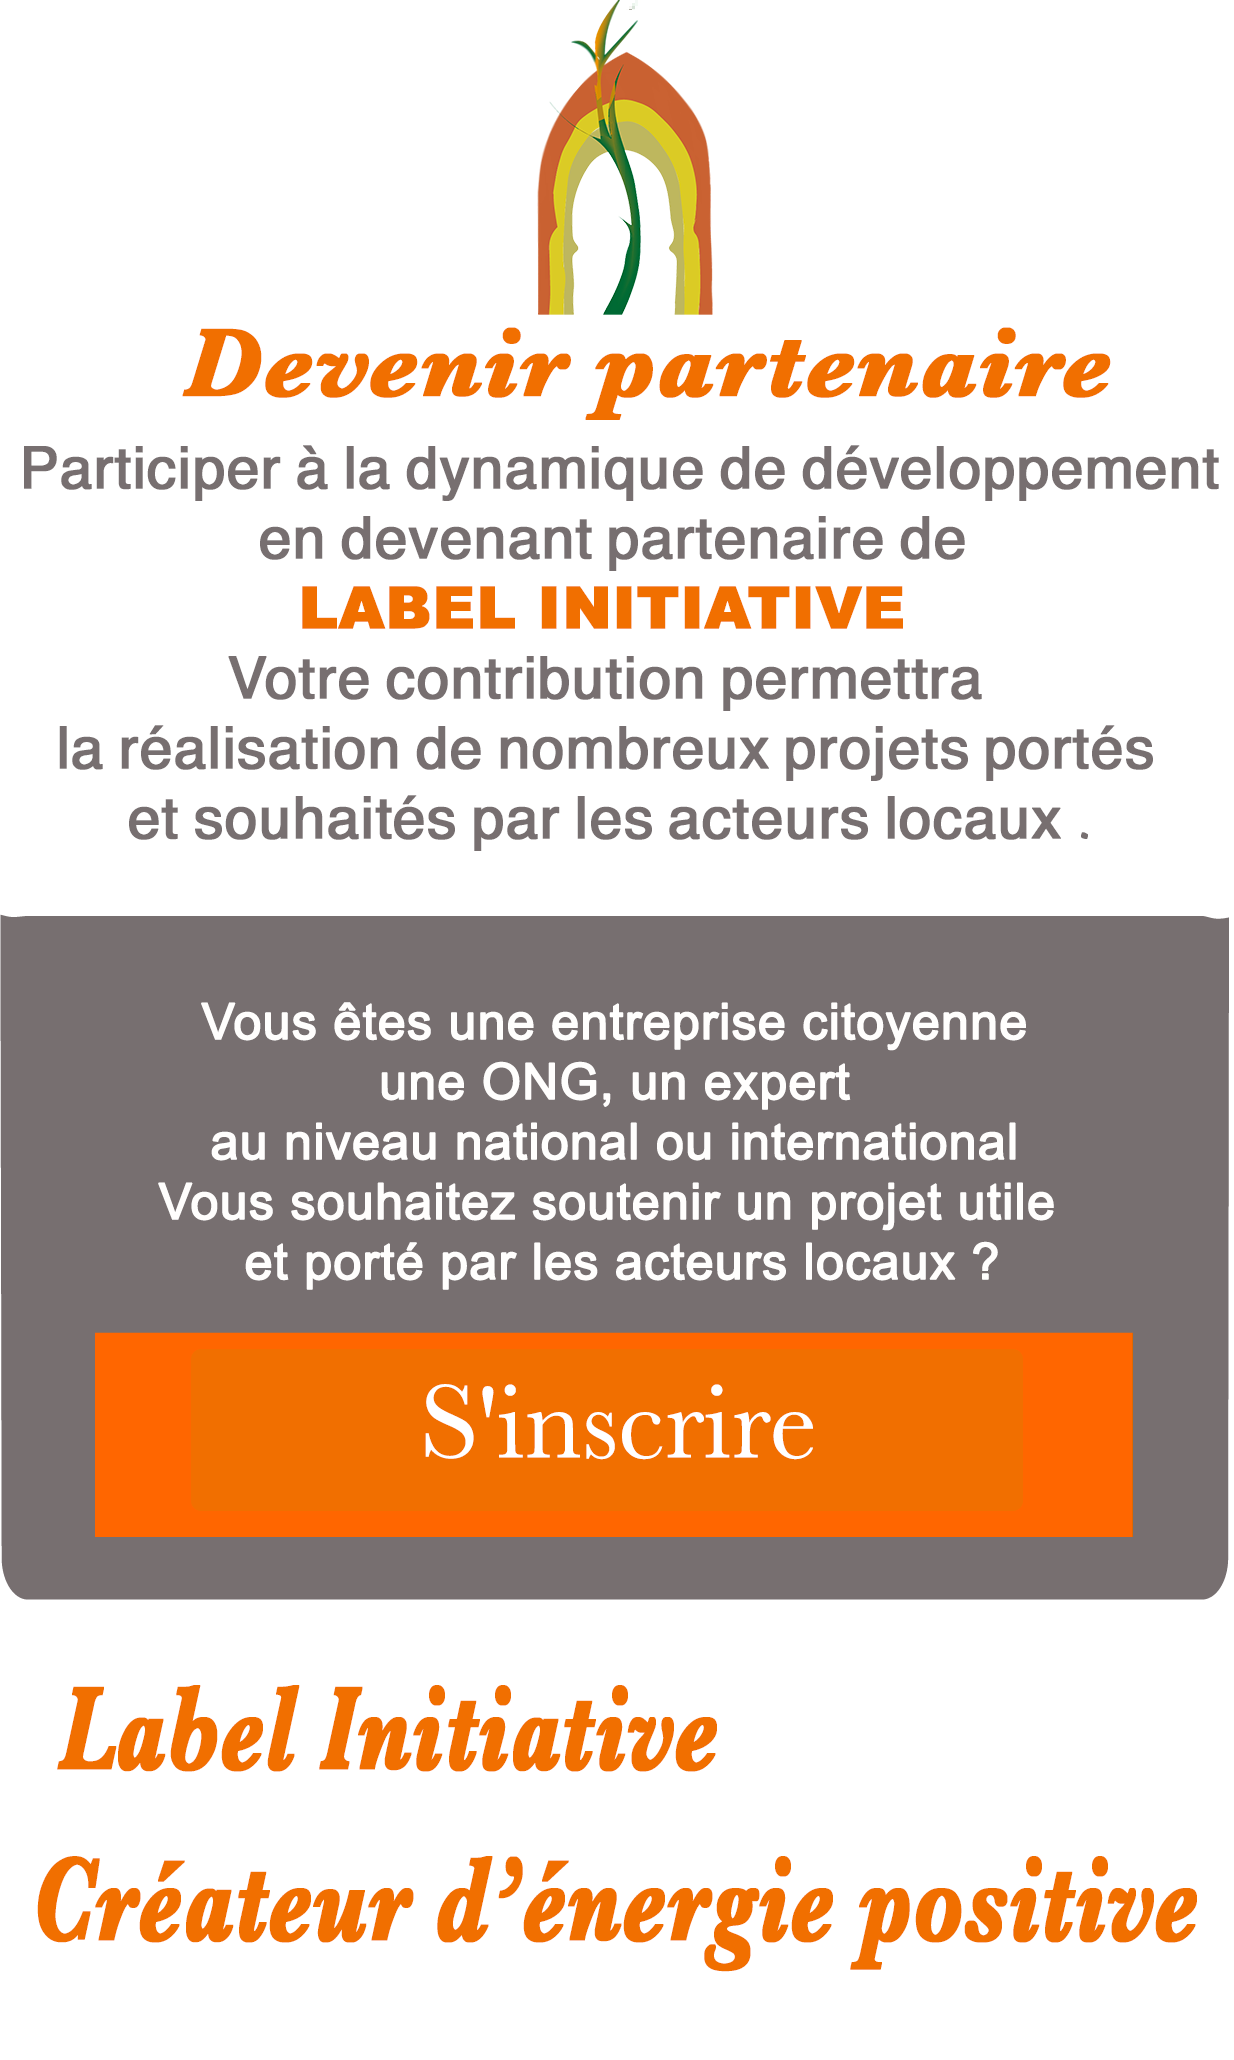 Devenir partenaire
Participer à la dynamique de développement
en devenant partenaire de
LABEL INITIATIVE
Votre contribution permettra
la réalisation de nombreux projets portés
et souhaités par les acteurs locaux .
Vous êtes une entreprise citoyenne
une ONG, un expert
au niveau national ou international
Vous souhaitez soutenir un projet utile
et porté par les acteurs locaux ?
S'inscrire
Label Initiative
Créateur d’énergie positive